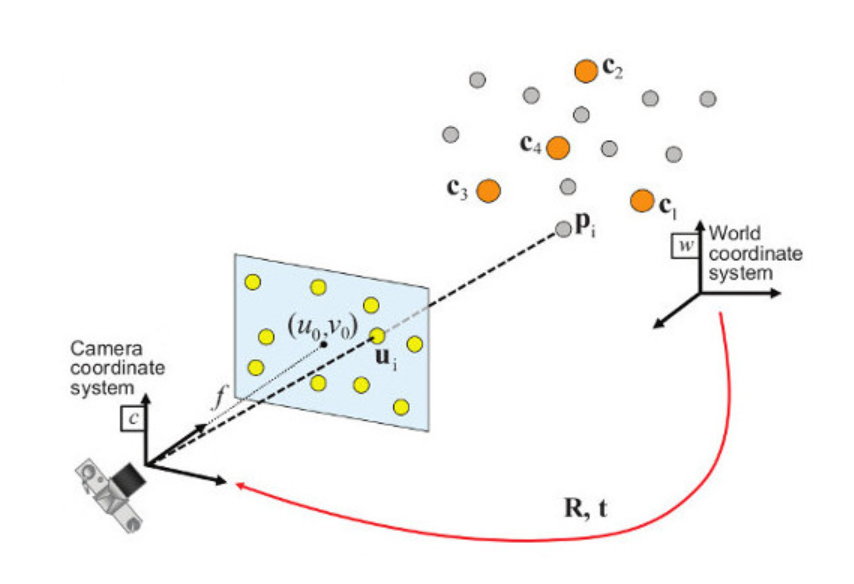 c₂
c₄
c₃
c₁
pᵢ
w
World
coordinate
system
(u₀,v₀)
uᵢ
Camera
coordinate
system
f
c
R, t